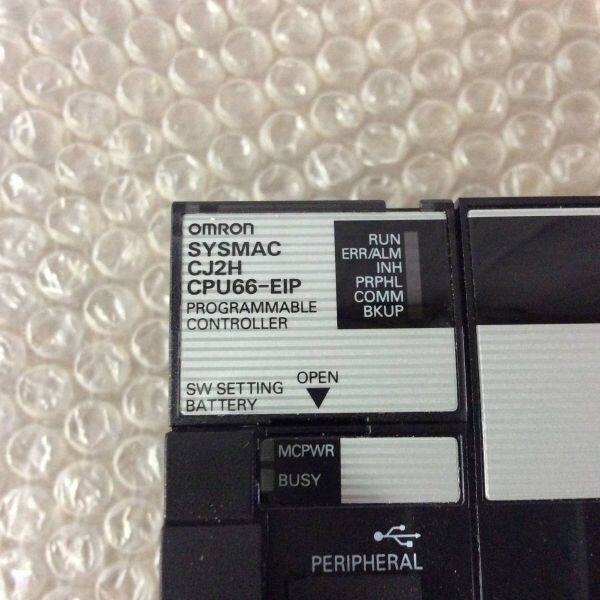 OMRON
SYSMAC
CJ2H
CPU66-EIP
PROGRAMMABLE
CONTROLLER
RUN
ERR/ALM
INH
PRPHL
COMM
BKUP
SW SETTING
BATTERY
OPEN
MCPWR
BUSY
PERIPHERAL